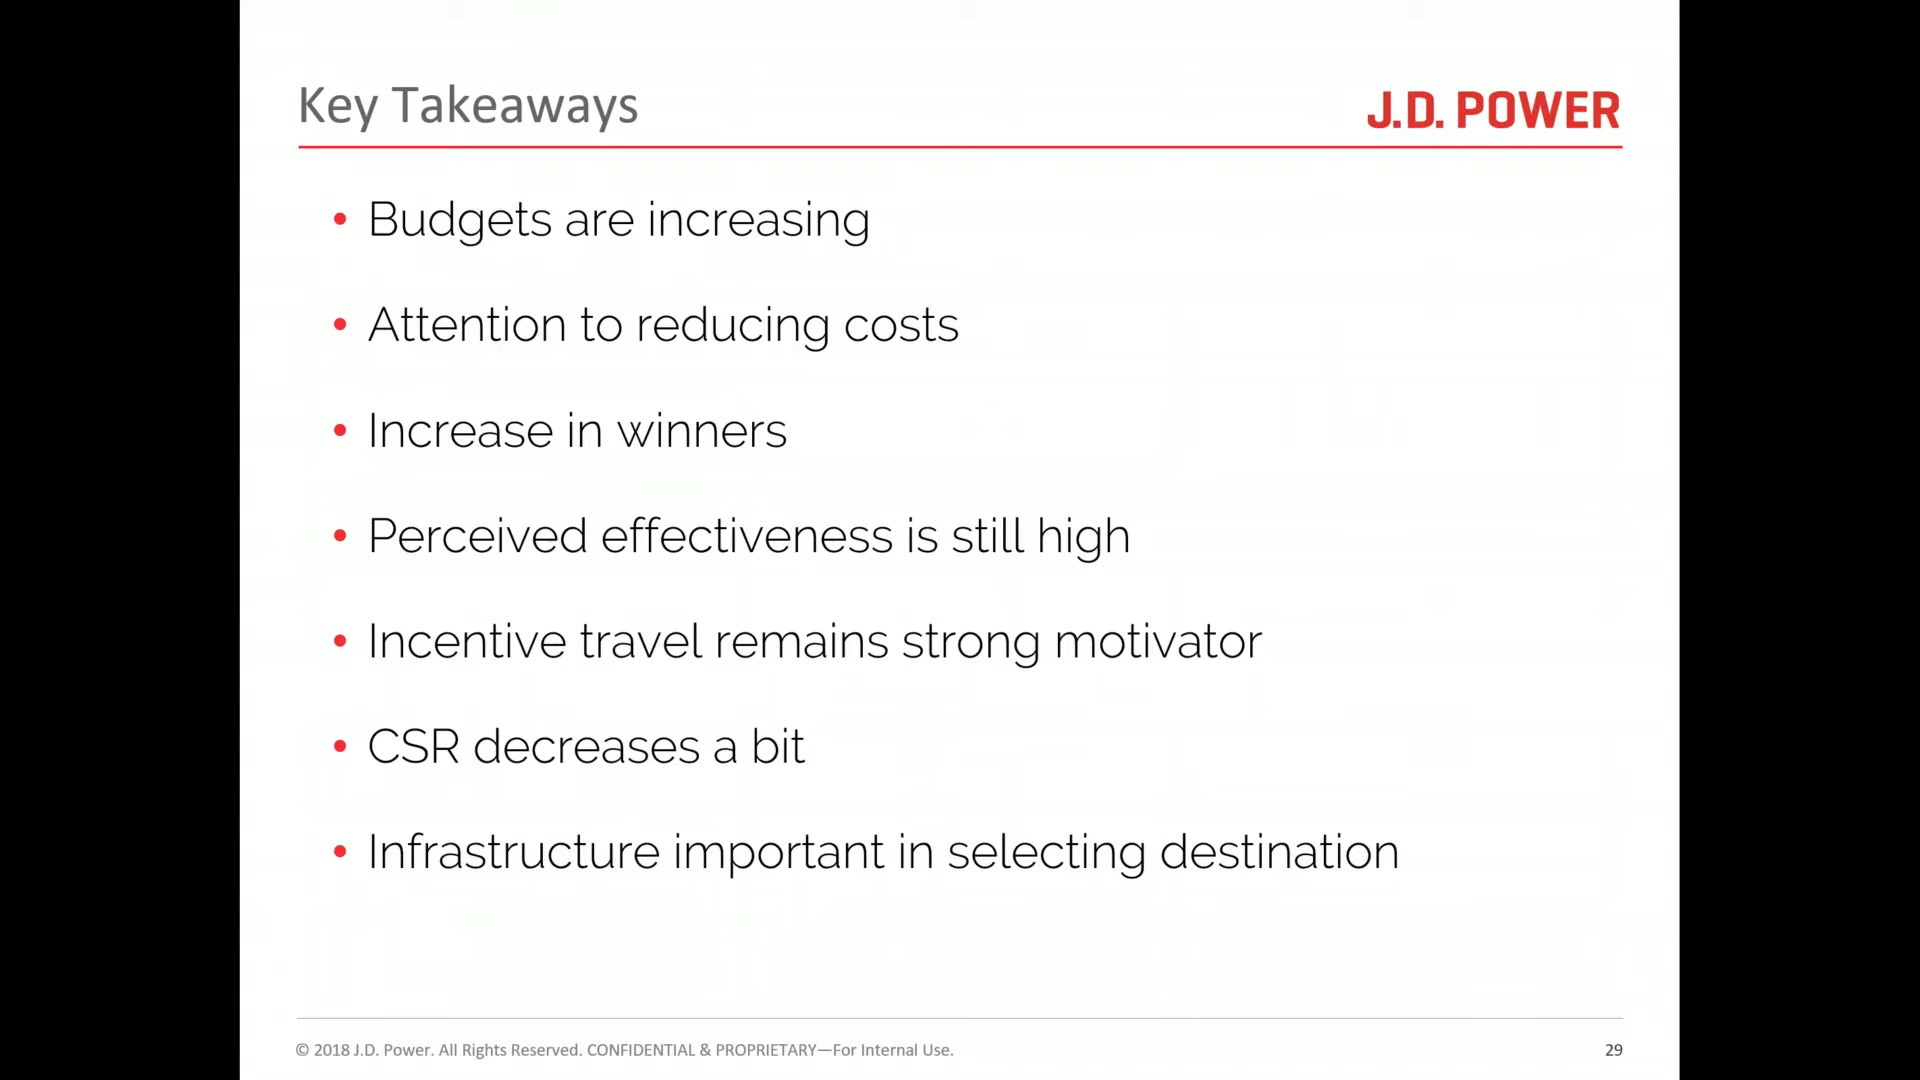 Key Takeaways
J.D. POWER
• Budgets are increasing
• Attention to reducing costs
• Increase in winners
• Perceived effectiveness is still high
• Incentive travel remains strong motivator
• CSR decreases a bit
• Infrastructure important in selecting destination
© 2018 J.D. Power. All Rights Reserved. CONFIDENTIAL & PROPRIETARY—For Internal Use.
29